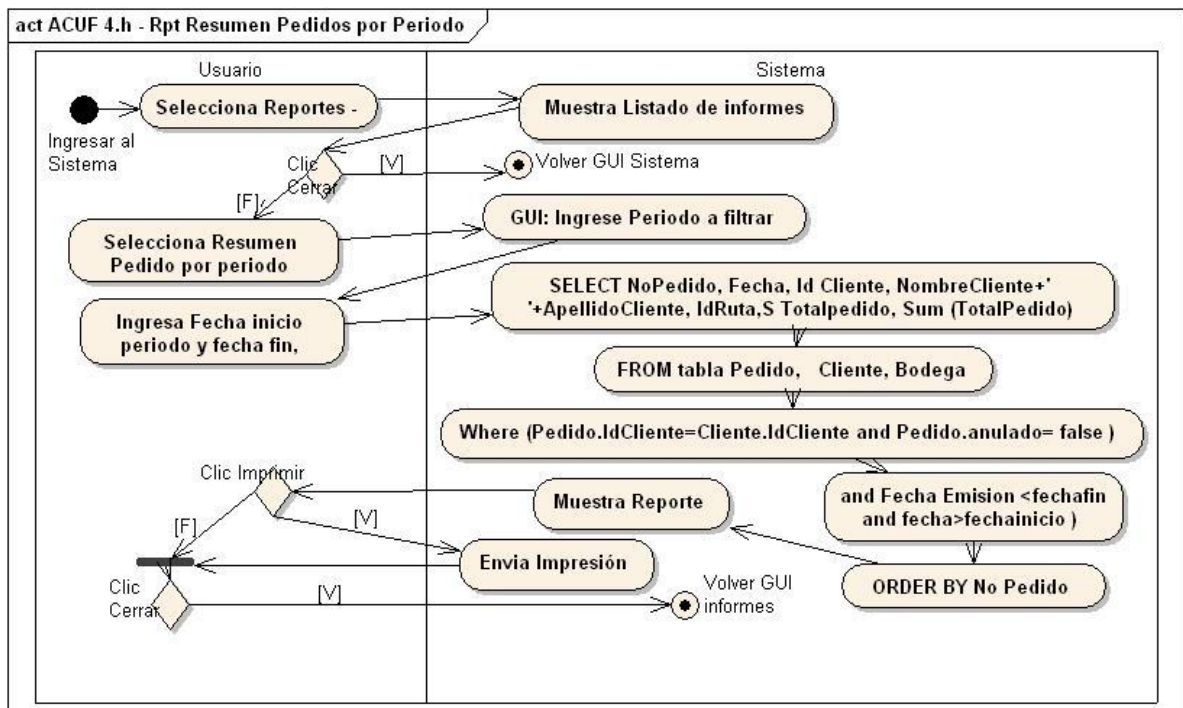 act ACUF 4.h - Rpt Resumen Pedidos por Periodo
Usuario
Sistema
Selecciona Reportes -
Muestra Listado de informes
Ingresar al
Sistema
Clic
Cerrar
[V]
Volver GUI Sistema
[F]
GUI: Ingrese Periodo a filtrar
Selecciona Resumen
Pedido por periodo
SELECT NoPedido, Fecha, Id Cliente, NombreCliente+'
'+ApellidoCliente, IdRuta,S Totalpedido, Sum (TotalPedido)
Ingresa Fecha inicio
periodo y fecha fin,
FROM tabla Pedido, Cliente, Bodega
Where (Pedido.IdCliente=Cliente.IdCliente and Pedido.anulado= false )
Clic Imprimir
Muestra Reporte
and Fecha Emision <fechafin
and fecha>fechainicio )
[F]
[V]
Envia Impresión
ORDER BY No Pedido
Clic
Cerrar
[V]
Volver GUI
informes